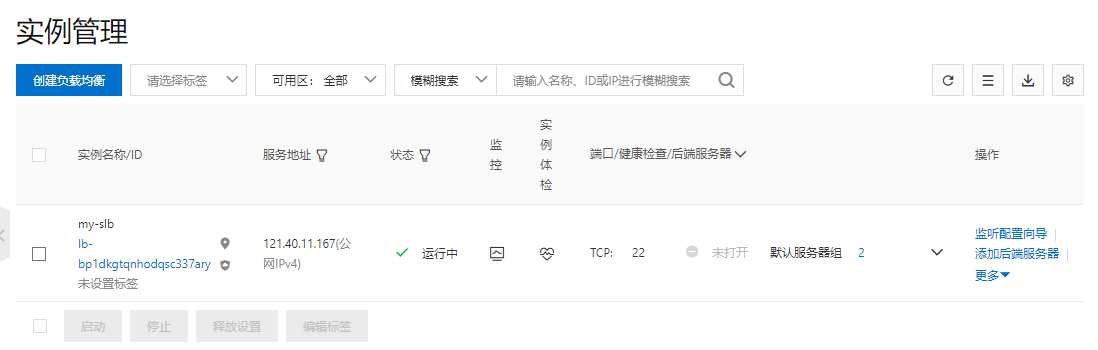 实例管理
创建负载均衡 请选择标签 可用区： 全部 模糊搜索 请输入名称、ID或IP进行模糊搜索
实例名称/ID 服务地址 状态 监控 实例体检 端口/健康检查/后端服务器 操作
my-slb
lb-
bp1dkgtqnhodqsc337ary
未设置标签
121.40.11.167(公
网IPv4)
运行中
TCP: 22 未打开 默认服务器组 2
监听配置向导
添加后端服务器
更多
启动 停止 释放设置 编辑标签